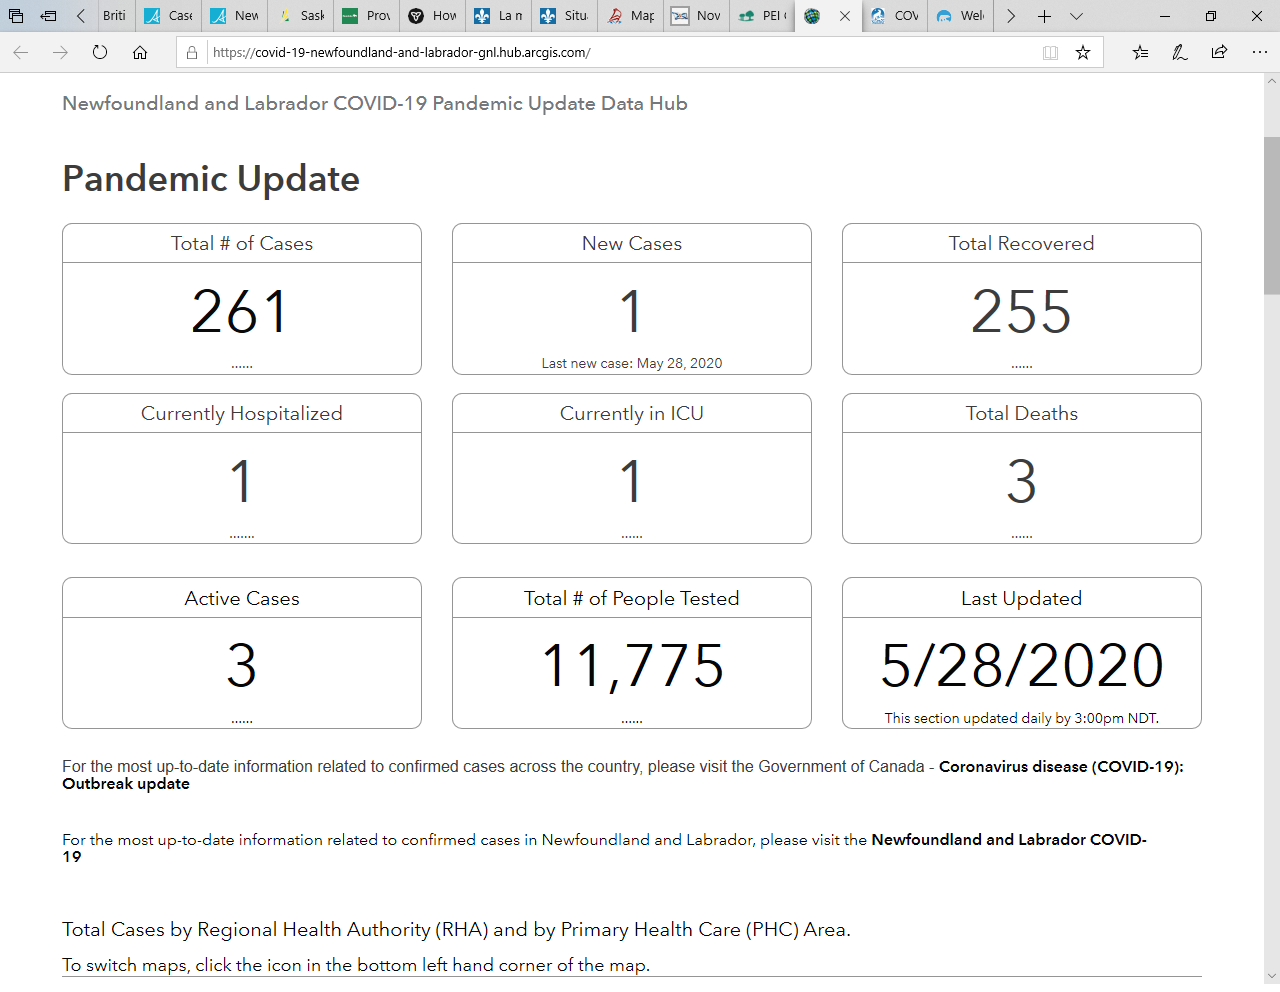 Briti
Case
New
Sask
Prov
How
La n
Situ
Map
Nov
PEI
COV
Wel
https://covid-19-newfoundland-and-labrador-gnl.hub.arcgis.com/
Newfoundland and Labrador COVID-19 Pandemic Update Data Hub
Pandemic Update
Total # of Cases
261
......
New Cases
1
Last new case: May 28, 2020
Total Recovered
255
......
Currently Hospitalized
1
.......
Currently in ICU
1
......
Total Deaths
3
......
Active Cases
3
......
Total # of People Tested
11,775
......
Last Updated
5/28/2020
This section updated daily by 3:00pm NDT.
For the most up-to-date information related to confirmed cases across the country, please visit the Government of Canada - Coronavirus disease (COVID-19):
Outbreak update
For the most up-to-date information related to confirmed cases in Newfoundland and Labrador, please visit the Newfoundland and Labrador COVID-
19
Total Cases by Regional Health Authority (RHA) and by Primary Health Care (PHC) Area.
To switch maps, click the icon in the bottom left hand corner of the map.